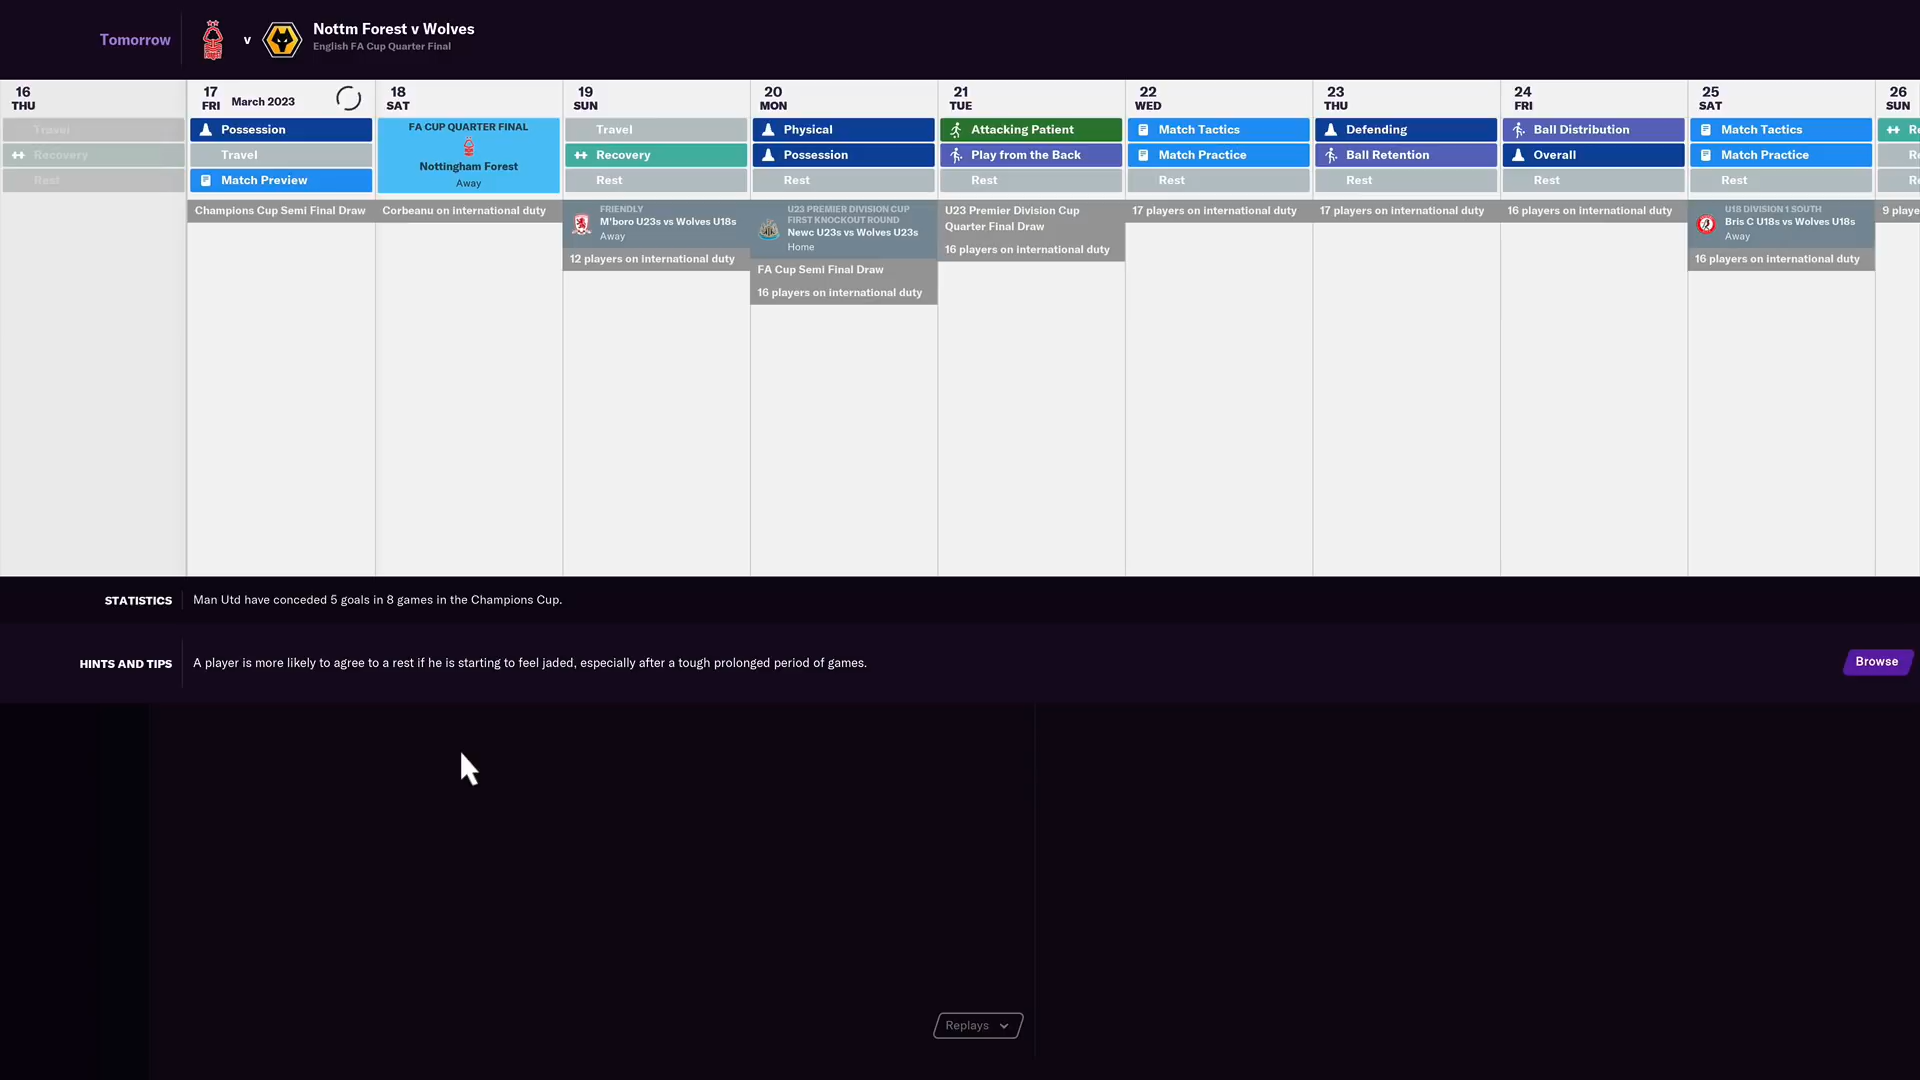 Tomorrow
v
Nottm Forest v Wolves
English FA Cup Quarter Final
16
THU
Travel
Recovery
Rest
17
FRI
March 2023
Possession
Travel
Match Preview
Champions Cup Semi Final Draw
18
SAT
FA CUP QUARTER FINAL
Nottingham Forest
Away
Corbeanu on international duty
19
SUN
Travel
Recovery
Rest
FRIENDLY
M'boro U23s vs Wolves U18s
Away
12 players on international duty
20
MON
Physical
Possession
Rest
U23 PREMIER DIVISION CUP
FIRST KNOCKOUT ROUND
Newc U23s vs Wolves U23s
Home
FA Cup Semi Final Draw
16 players on international duty
21
TUE
Attacking Patient
Play from the Back
Rest
U23 Premier Division Cup
Quarter Final Draw
16 players on international duty
22
WED
Match Tactics
Match Practice
Rest
17 players on international duty
23
THU
Defending
Ball Retention
Rest
17 players on international duty
24
FRI
Ball Distribution
Overall
Rest
16 players on international duty
25
SAT
Match Tactics
Match Practice
Rest
U18 DIVISION 1 SOUTH
Bris C U18s vs Wolves U18s
Away
16 players on international duty
26
SUN
9 playe
STATISTICS
Man Utd have conceded 5 goals in 8 games in the Champions Cup.
HINTS AND TIPS
A player is more likely to agree to a rest if he is starting to feel jaded, especially after a tough prolonged period of games.
Browse
Replays